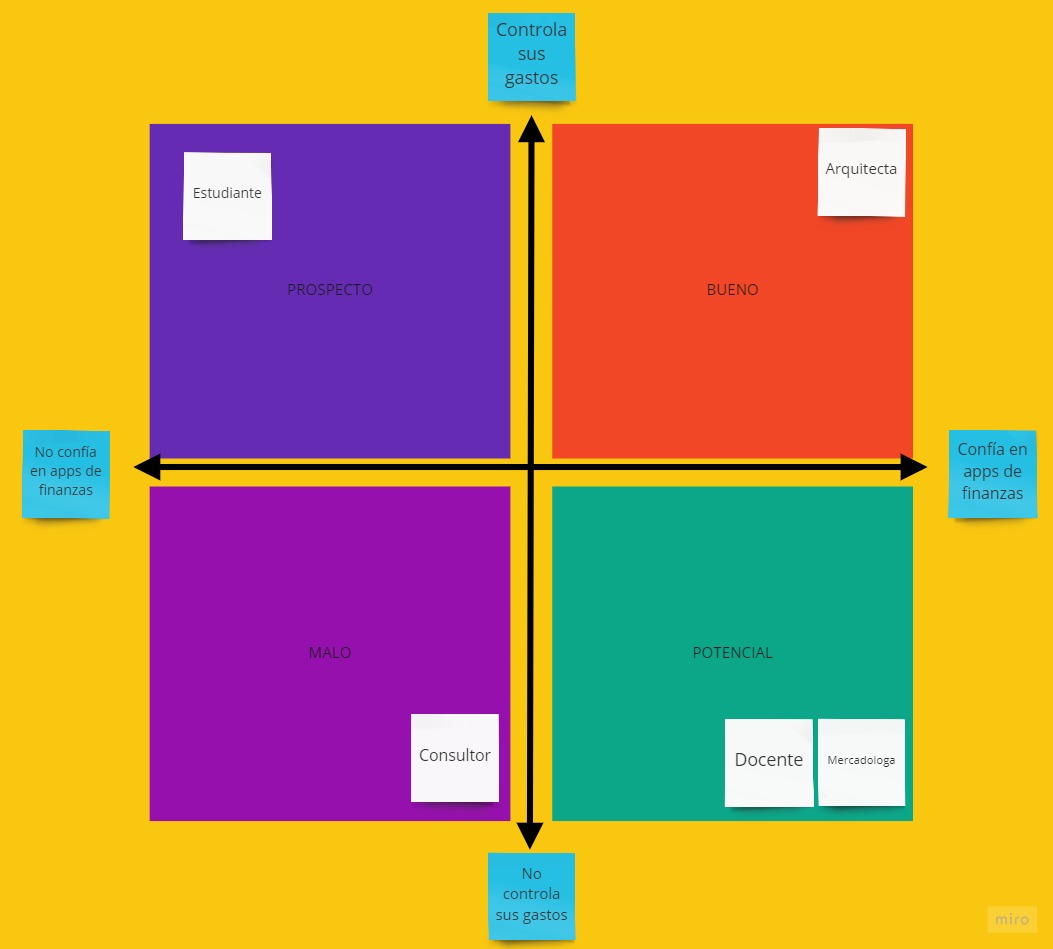 Controla
sus
gastos
Estudiante
Arquitecta
PROSPECTO
BUENO
No confía
en apps de
finanzas
Confía en
apps de
finanzas
MALO
POTENCIAL
Consultor
Docente
Mercadologa
No
controla
sus gastos
miro